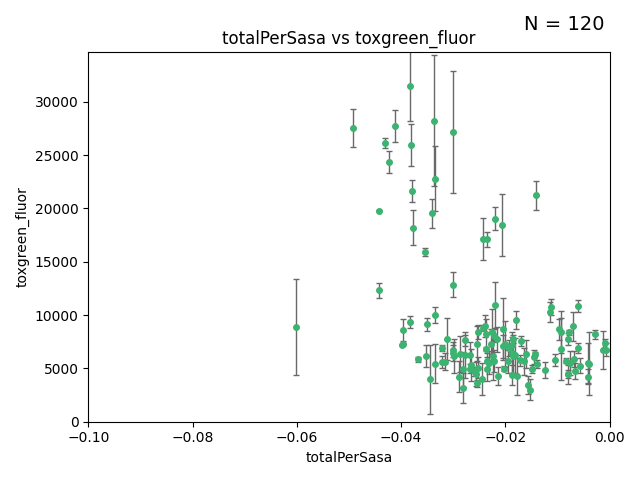 N = 120
totalPerSasa vs toxgreen_fluor
toxgreen_fluor
30000
25000
20000
15000
10000
5000
0
−0.10 −0.08 −0.06 −0.04 −0.02 0.00
totalPerSasa